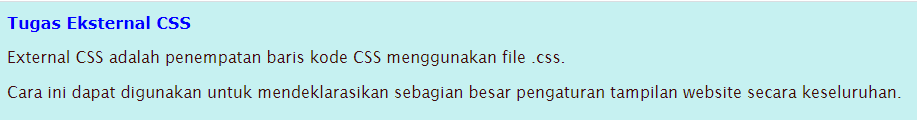 Tugas Eksternal CSS
External CSS adalah penempatan baris kode CSS menggunakan file .css.
Cara ini dapat digunakan untuk mendeklarasikan sebagian besar pengaturan tampilan website secara keseluruhan.